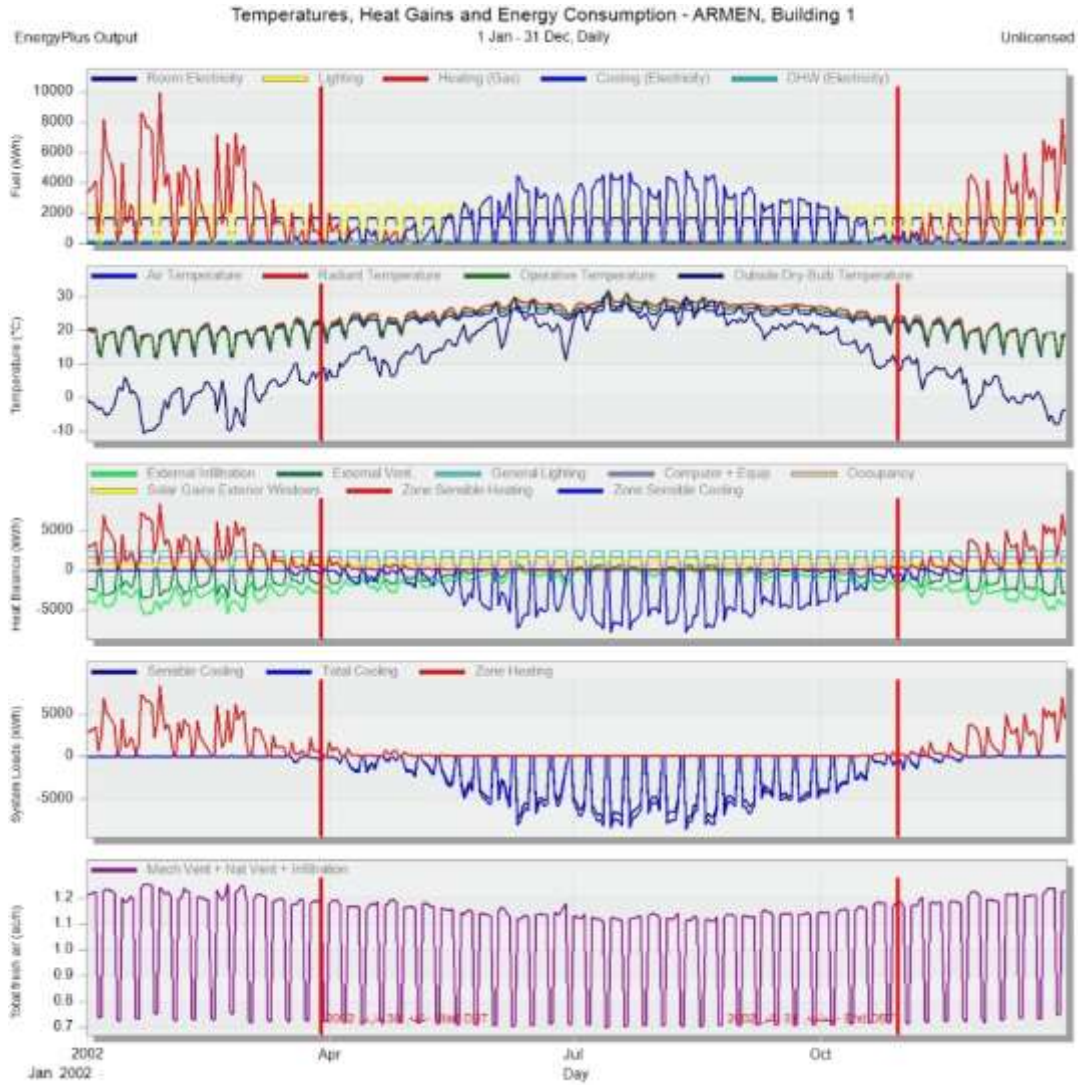 Temperatures, Heat Gains and Energy Consumption - ARMEN, Building 1
EnergyPlus Output
1 Jan - 31 Dec, Daily
Unlicensed
Room Electricity Lighting Heating (Gas) Cooling (Electricity) DHW (Electricity)
Fuel (kWh)
10000
8000
6000
4000
2000
0
Air Temperature Radiant Temperature Operative Temperature Outside Dry-Bulb Temperature
Temperature (°C)
30
20
10
0
-10
External Infiltration External Vent. General Lighting Computer + Equip Occupancy
Solar Gains Exterior Windows Zone Sensible Heating Zone Sensible Cooling
Heat Balance (kWh)
5000
0
-5000
Sensible Cooling Total Cooling Zone Heating
System Loads (kWh)
5000
0
-5000
Mech Vent + Nat Vent + Infiltration
Total fresh air (ac/h)
1.2
1.1
1.0
0.9
0.8
0.7
2002 Apr Jul Oct
Jan 2002 Day